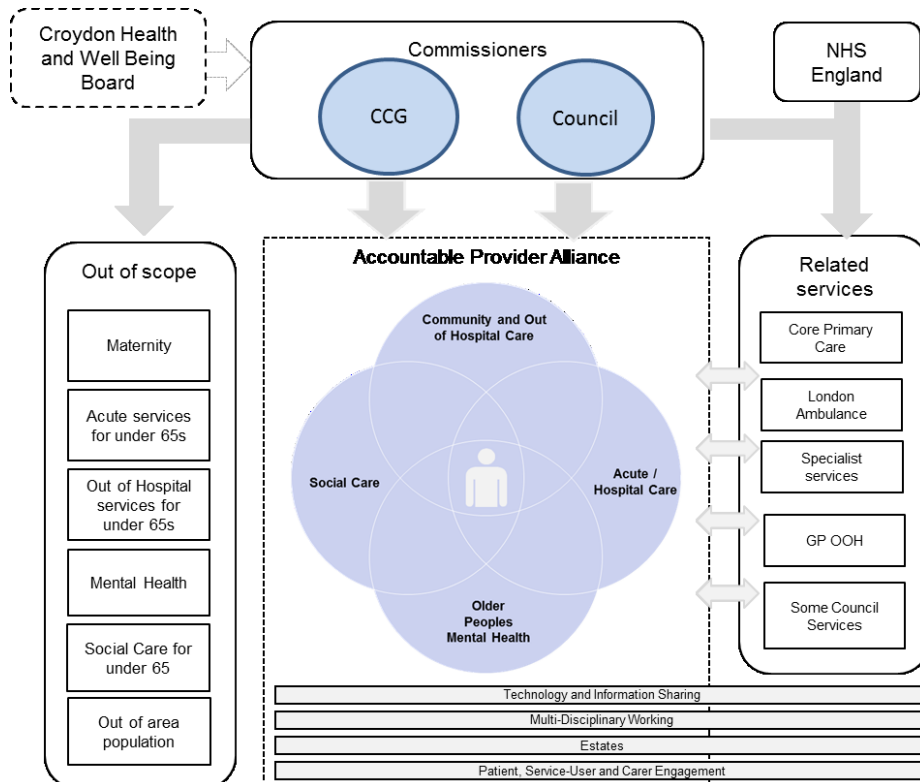 Croydon Health
and Well Being
Board
Commissioners
CCG
Council
NHS
England
Out of scope
Maternity
Acute services
for under 65s
Out of Hospital
services for
under 65s
Mental Health
Social Care for
under 65
Out of area
population
Accountable Provider Alliance
Community and Out
of Hospital Care
Social Care
Acute /
Hospital Care
Older
Peoples
Mental Health
Related
services
Core Primary
Care
London
Ambulance
Specialist
services
GP OOH
Some Council
Services
Technology and Information Sharing
Multi-Disciplinary Working
Estates
Patient, Service-User and Carer Engagement